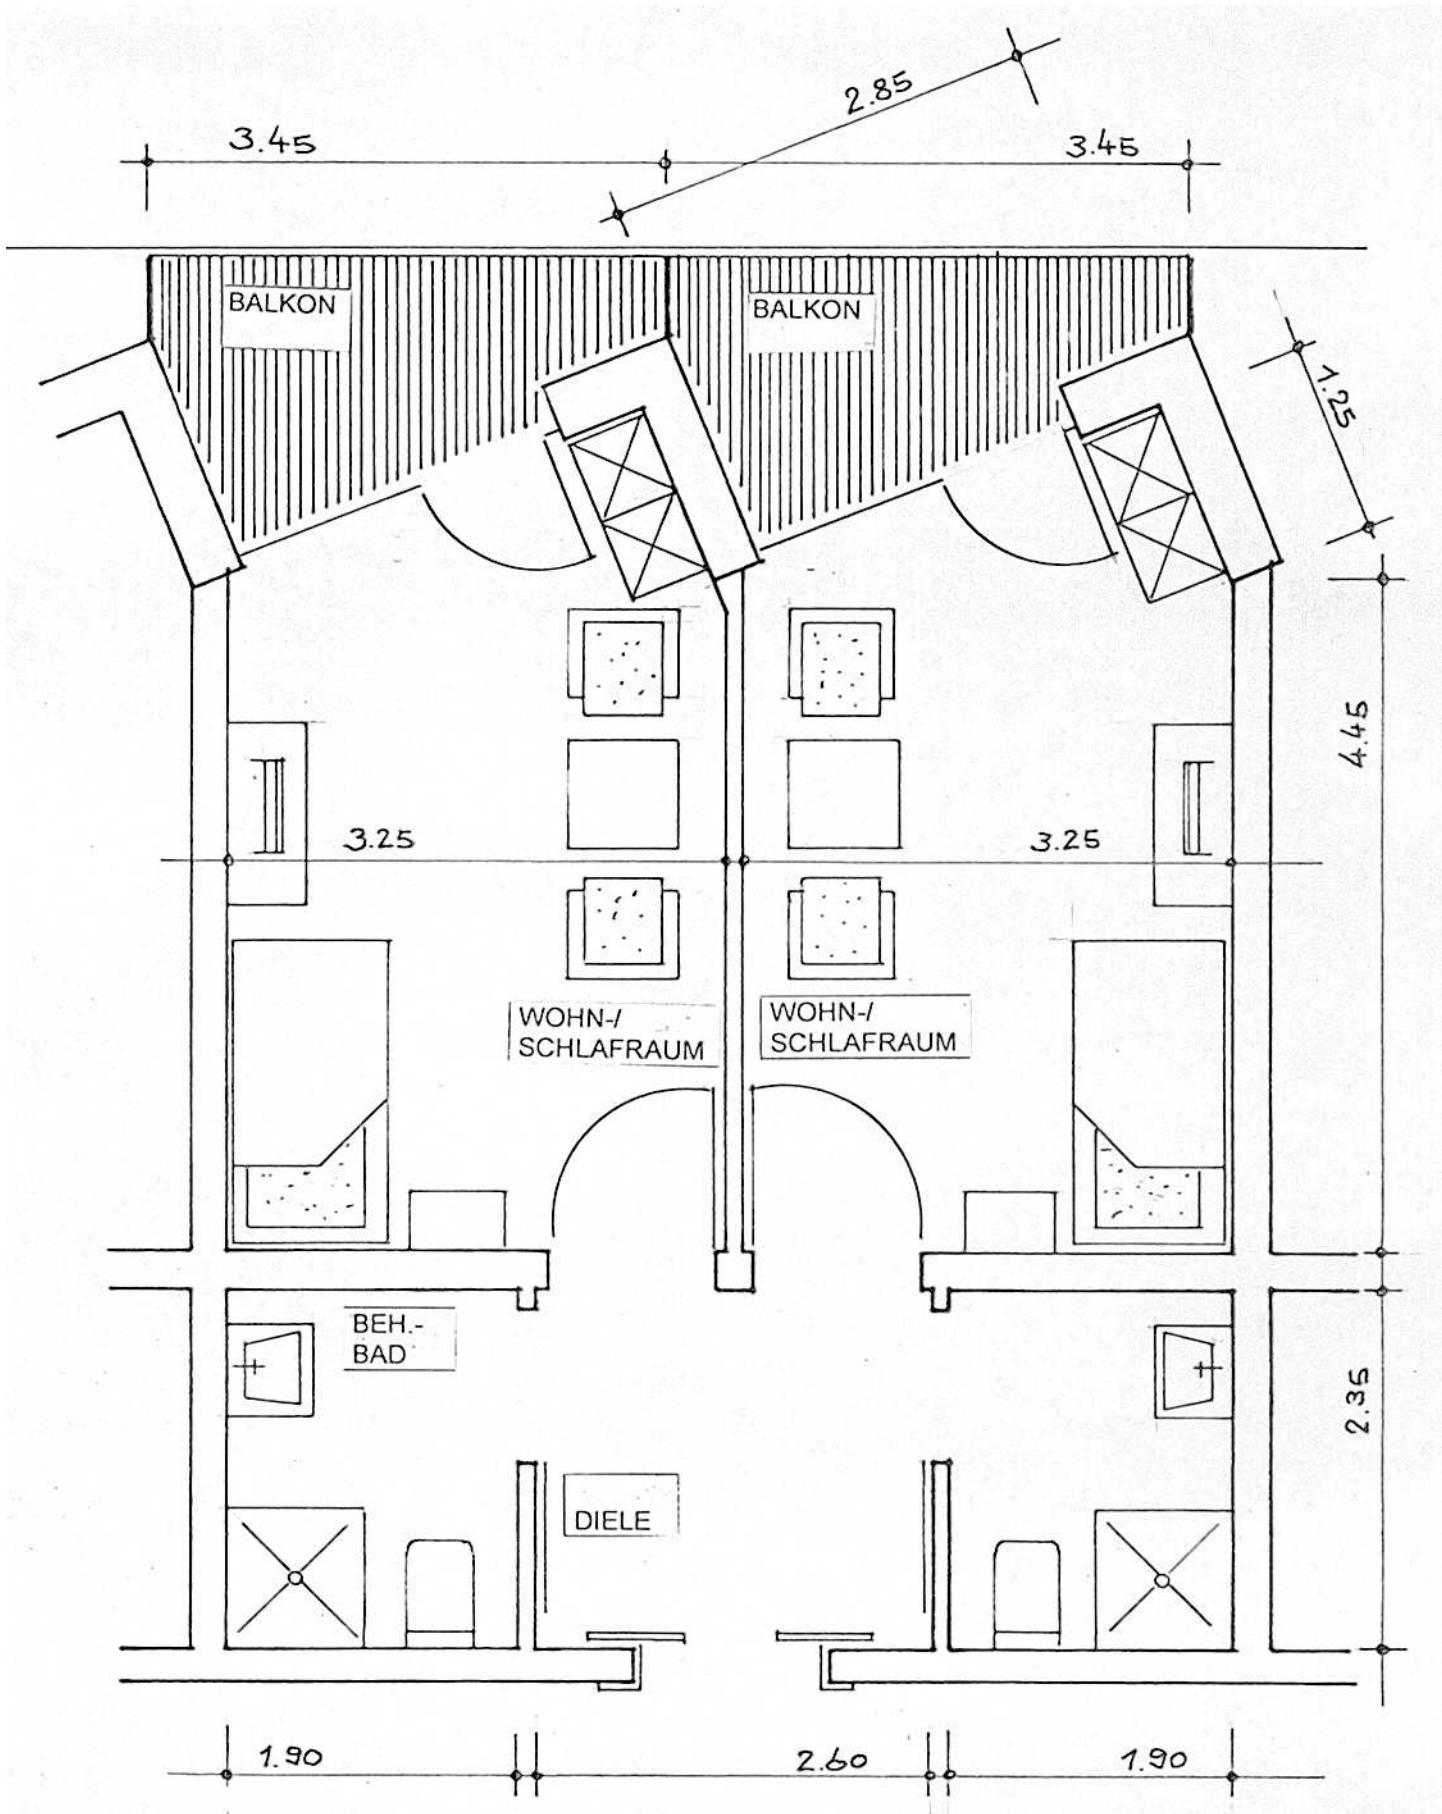 2.85
3.45
3.45
BALKON
BALKON
1.25
4.45
3.25
3.25
WOHN-/
SCHLAFRAUM
WOHN-/
SCHLAFRAUM
BEH.-
BAD
2.35
DIELE
1.90
2.60
1.90